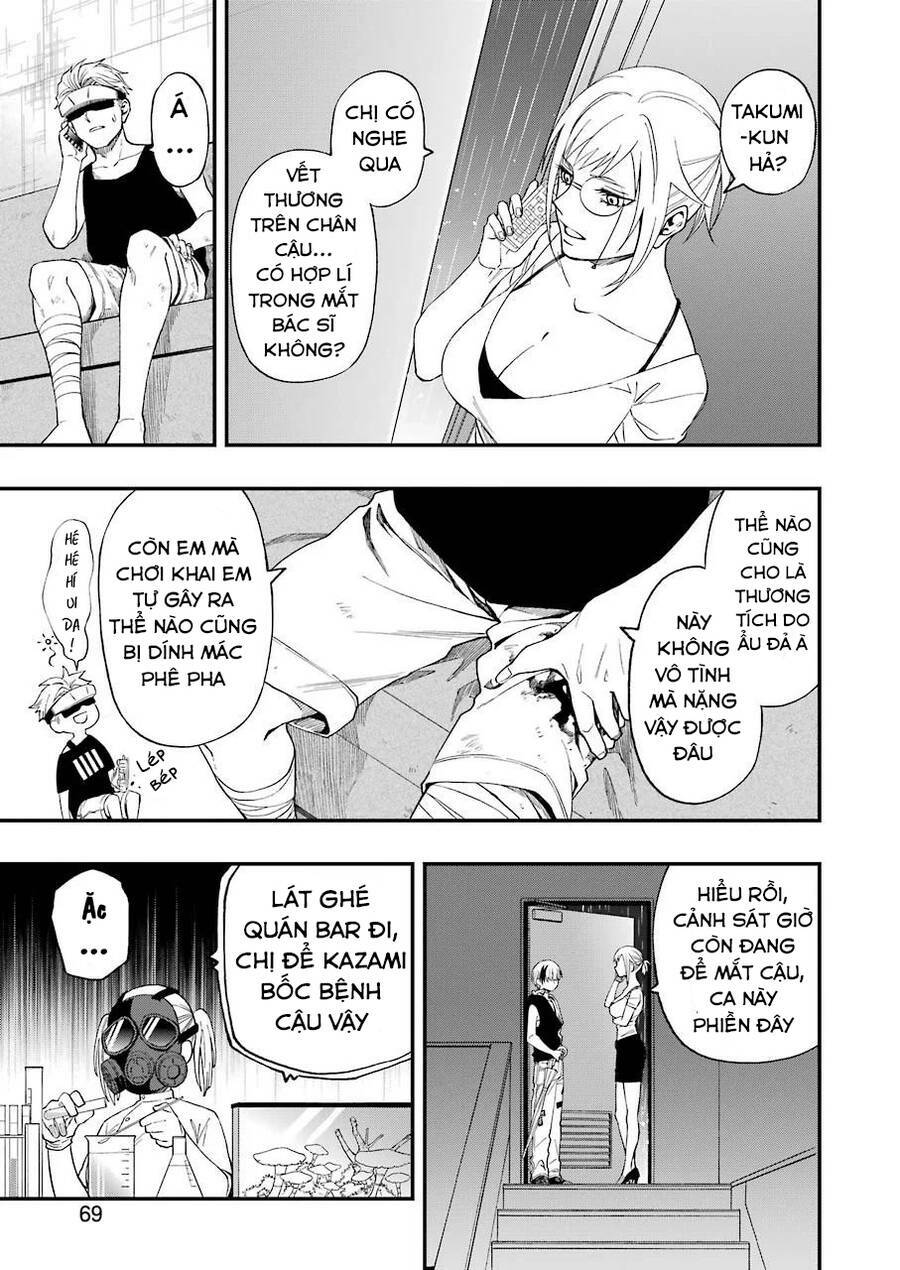 TAKUMI
-KUN
HẢ?
CHỊ CÓ
NGHE
QUA
VẾT
THƯƠNG
TRÊN CHÂN
CẬU...
CÓ HỢP LÍ
TRONG MẮT
BÁC SĨ
KHÔNG?
Á
...
THỂ NÀO
CŨNG
CHO LÀ
THƯƠNG
TÍCH DO
ẨU ĐẢ À
NÀY
KHÔNG
VÔ TÌNH
MÀ NẶNG
VẬY ĐƯỢC
ĐÂU
CÒN EM MÀ
CHƠI KHAI EM
TỰ GÂY RA
THỂ NÀO CŨNG
BỊ DÍNH MÁC
PHÊ PHA
HÉ
HÉ
HÍ
UI
DA!
LÉP
BÉP
HIỂU RỒI,
CẢNH SÁT GIỜ
CÒN ĐANG
ĐỂ MẮT CẬU,
CA NÀY
PHIỀN ĐÂY
LÁT GHÉ
QUÁN BAR ĐI,
CHỊ ĐỂ KAZAMI
BỐC BỆNH
CẬU VẬY
ẶC
...
69